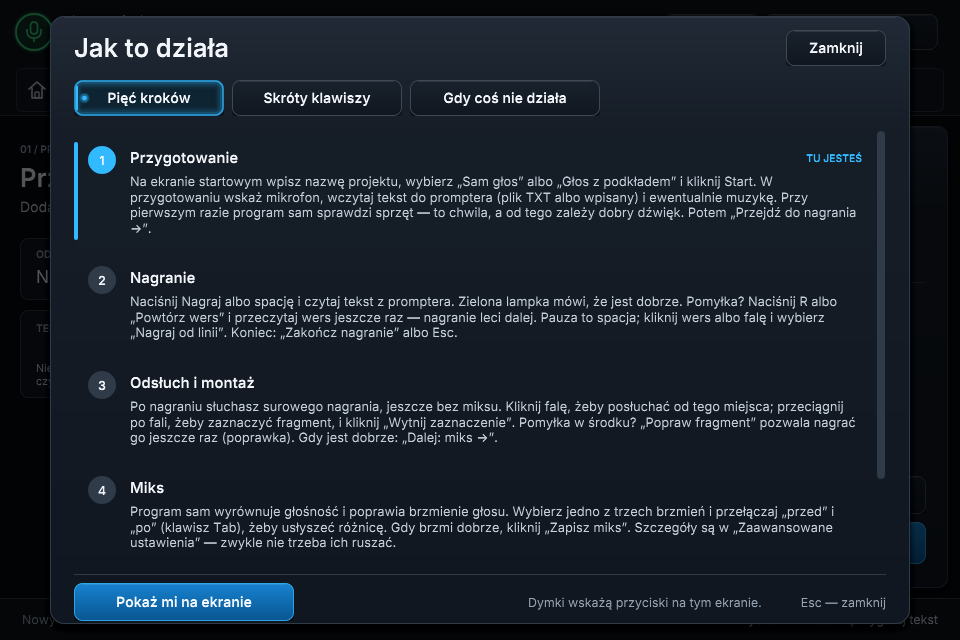 Jak to działa
Zamknij
Pięć kroków
Skróty klawiszy
Gdy coś nie działa
1
Przygotowanie
TU JESTEŚ
Na ekranie startowym wpisz nazwę projektu, wybierz „Sam głos” albo „Głos z podkładem” i kliknij Start. W
przygotowaniu wskaż mikrofon, wczytaj tekst do promptera (plik TXT albo wpisany) i ewentualnie muzykę. Przy
pierwszym razie program sam sprawdzi sprzęt — to chwila, a od tego zależy dobry dźwięk. Potem „Przejdź do nagrania
→”.
2
Nagranie
Naciśnij Nagraj albo spację i czytaj tekst z promptera. Zielona lampka mówi, że jest dobrze. Pomyłka? Naciśnij R albo
„Powtórz wers” i przeczytaj wers jeszcze raz — nagranie leci dalej. Pauza to spacja; kliknij wers albo falę i wybierz
„Nagraj od linii”. Koniec: „Zakończ nagranie” albo Esc.
3
Odsłuch i montaż
Po nagraniu słuchasz surowego nagrania, jeszcze bez miksu. Kliknij falę, żeby posłuchać od tego miejsca; przeciągnij
po fali, żeby zaznaczyć fragment, i kliknij „Wytnij zaznaczenie”. Pomyłka w środku? „Popraw fragment” pozwala nagrać
go jeszcze raz (poprawka). Gdy jest dobrze: „Dalej: miks →”.
4
Miks
Program sam wyrównuje głośność i poprawia brzmienie głosu. Wybierz jedno z trzech brzmień i przełączaj „przed” i
„po” (klawisz Tab), żeby usłyszeć różnicę. Gdy brzmi dobrze, kliknij „Zapisz miks”. Szczegóły są w „Zaawansowane
ustawienia” — zwykle nie trzeba ich ruszać.
Pokaż mi na ekranie
Dymki wskażą przyciski na tym ekranie.
Esc — zamknij
tekst